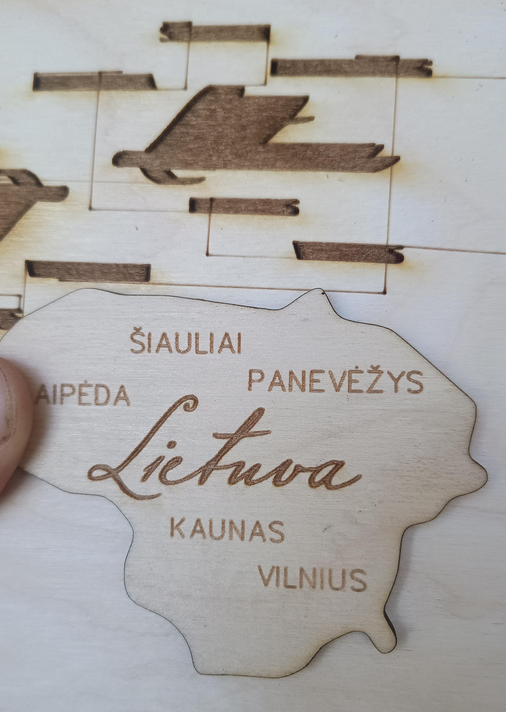 ŠIAULIAI
PANEVĖŽYS
AIPĖDA
Lietuva
KAUNAS
VILNIUS